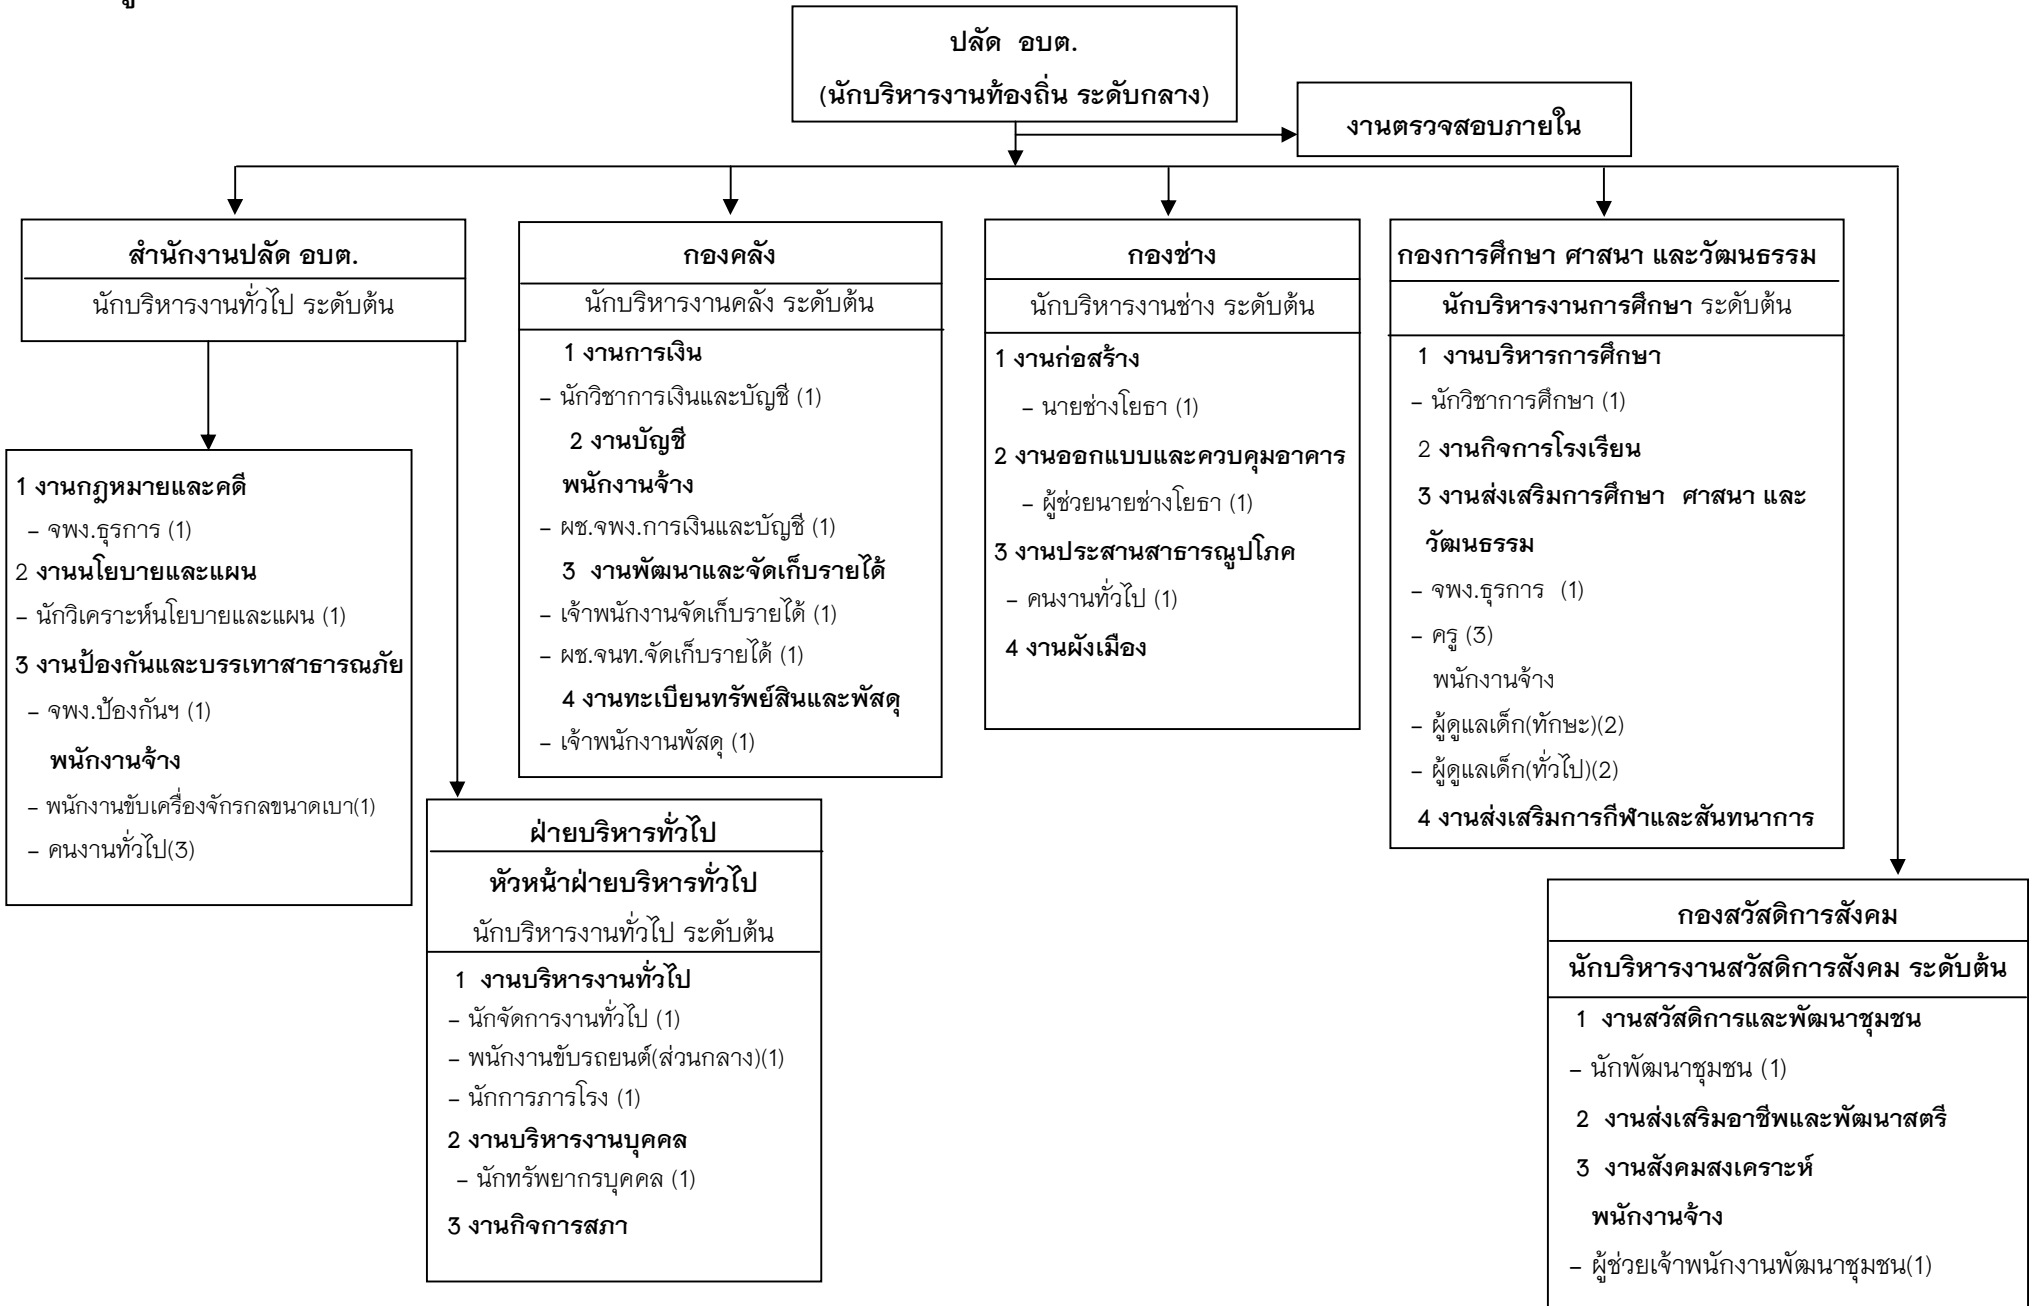 ปลัด อบต.
(นักบริหารงานท้องถิ่น ระดับกลาง)
งานตรวจสอบภายใน
สำนักงานปลัด อบต.
นักบริหารงานทั่วไป ระดับต้น
1 งานกฎหมายและคดี
- จพง.ธุรการ (1)
2 งานนโยบายและแผน
- นักวิเคราะห์นโยบายและแผน (1)
3 งานป้องกันและบรรเทาสาธารณภัย
- จพง.ป้องกันฯ (1)
พนักงานจ้าง
- พนักงานขับเครื่องจักรกลขนาดเบา(1)
- คนงานทั่วไป(3)
ฝ่ายบริหารทั่วไป
หัวหน้าฝ่ายบริหารทั่วไป
นักบริหารงานทั่วไป ระดับต้น
1 งานบริหารงานทั่วไป
- นักจัดการงานทั่วไป (1)
- พนักงานขับรถยนต์(ส่วนกลาง)(1)
- นักการภารโรง (1)
2 งานบริหารงานบุคคล
- นักทรัพยากรบุคคล (1)
3 งานกิจการสภา
กองคลัง
นักบริหารงานคลัง ระดับต้น
1 งานการเงิน
- นักวิชาการเงินและบัญชี (1)
2 งานบัญชี
พนักงานจ้าง
- ผช.จพง.การเงินและบัญชี (1)
3 งานพัฒนาและจัดเก็บรายได้
- เจ้าพนักงานจัดเก็บรายได้ (1)
- ผช.จนท.จัดเก็บรายได้ (1)
4 งานทะเบียนทรัพย์สินและพัสดุ
- เจ้าพนักงานพัสดุ (1)
กองช่าง
นักบริหารงานช่าง ระดับต้น
1 งานก่อสร้าง
- นายช่างโยธา (1)
2 งานออกแบบและควบคุมอาคาร
- ผู้ช่วยนายช่างโยธา (1)
3 งานประสานสาธารณูปโภค
- คนงานทั่วไป (1)
4 งานผังเมือง
กองการศึกษา ศาสนา และวัฒนธรรม
นักบริหารงานการศึกษา ระดับต้น
1 งานบริหารการศึกษา
- นักวิชาการศึกษา (1)
2 งานกิจการโรงเรียน
3 งานส่งเสริมการศึกษา ศาสนา และ
วัฒนธรรม
- จพง.ธุรการ (1)
- ครู (3)
พนักงานจ้าง
- ผู้ดูแลเด็ก(ทักษะ)(2)
- ผู้ดูแลเด็ก(ทั่วไป)(2)
4 งานส่งเสริมการกีฬาและสันทนาการ
กองสวัสดิการสังคม
นักบริหารงานสวัสดิการสังคม ระดับต้น
1 งานสวัสดิการและพัฒนาชุมชน
- นักพัฒนาชุมชน (1)
2 งานส่งเสริมอาชีพและพัฒนาสตรี
3 งานสังคมสงเคราะห์
พนักงานจ้าง
- ผู้ช่วยเจ้าพนักงานพัฒนาชุมชน(1)